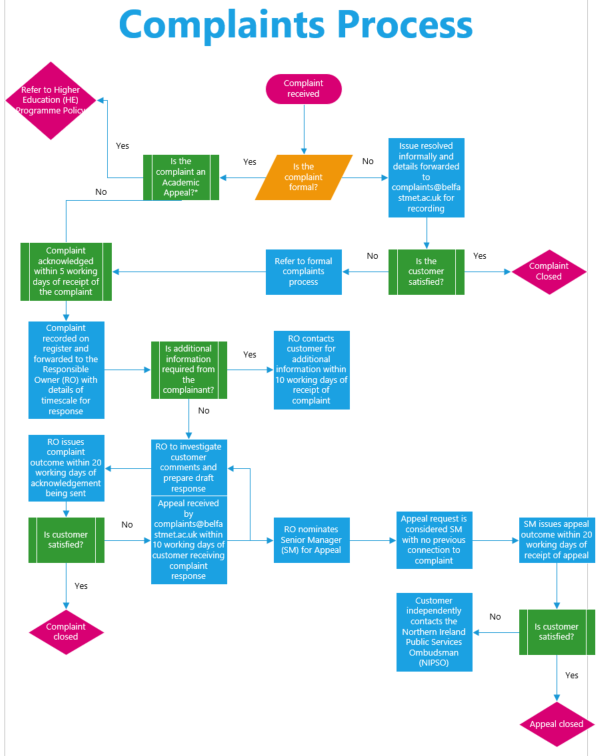 Complaints Process
Refer to Higher
Education (HE)
Programme Policy
Complaint
received
Yes
Is the
complaint an
Academic
Appeal?*
Yes
Is the
complaint
formal?
No
Issue resolved
informally and
details forwarded
to
complaints@belfa
stmet.ac.uk for
recording
No
Complaint
acknowledged
within 5 working
days of receipt of
the complaint
Refer to formal
complaints
process
No
Is the
customer
satisfied?
Yes
Complaint
Closed
Complaint
recorded on
register and
forwarded to the
Responsible
Owner (RO) with
details of
timescale for
response
Is additional
information
required from
the
complainant?
Yes
RO contacts
customer for
additional
information within
10 working days of
receipt of
complaint
No
RO issues
complaint
outcome within 20
working days of
acknowledgement
being sent
RO to investigate
customer
comments and
prepare draft
response
Is customer
satisfied?
No
Appeal received
by
complaints@belfa
stmet.ac.uk within
10 working days of
customer receiving
complaint
response
RO nominates
Senior Manager
(SM) for Appeal
Appeal request is
considered SM
with no previous
connection to
complaint
SM issues appeal
outcome within 20
working days of
receipt of appeal
Yes
Complaint
closed
Customer
independently
contacts the
Northern Ireland
Public Services
Ombudsman
(NIPSO)
No
Is customer
satisfied?
Yes
Appeal closed